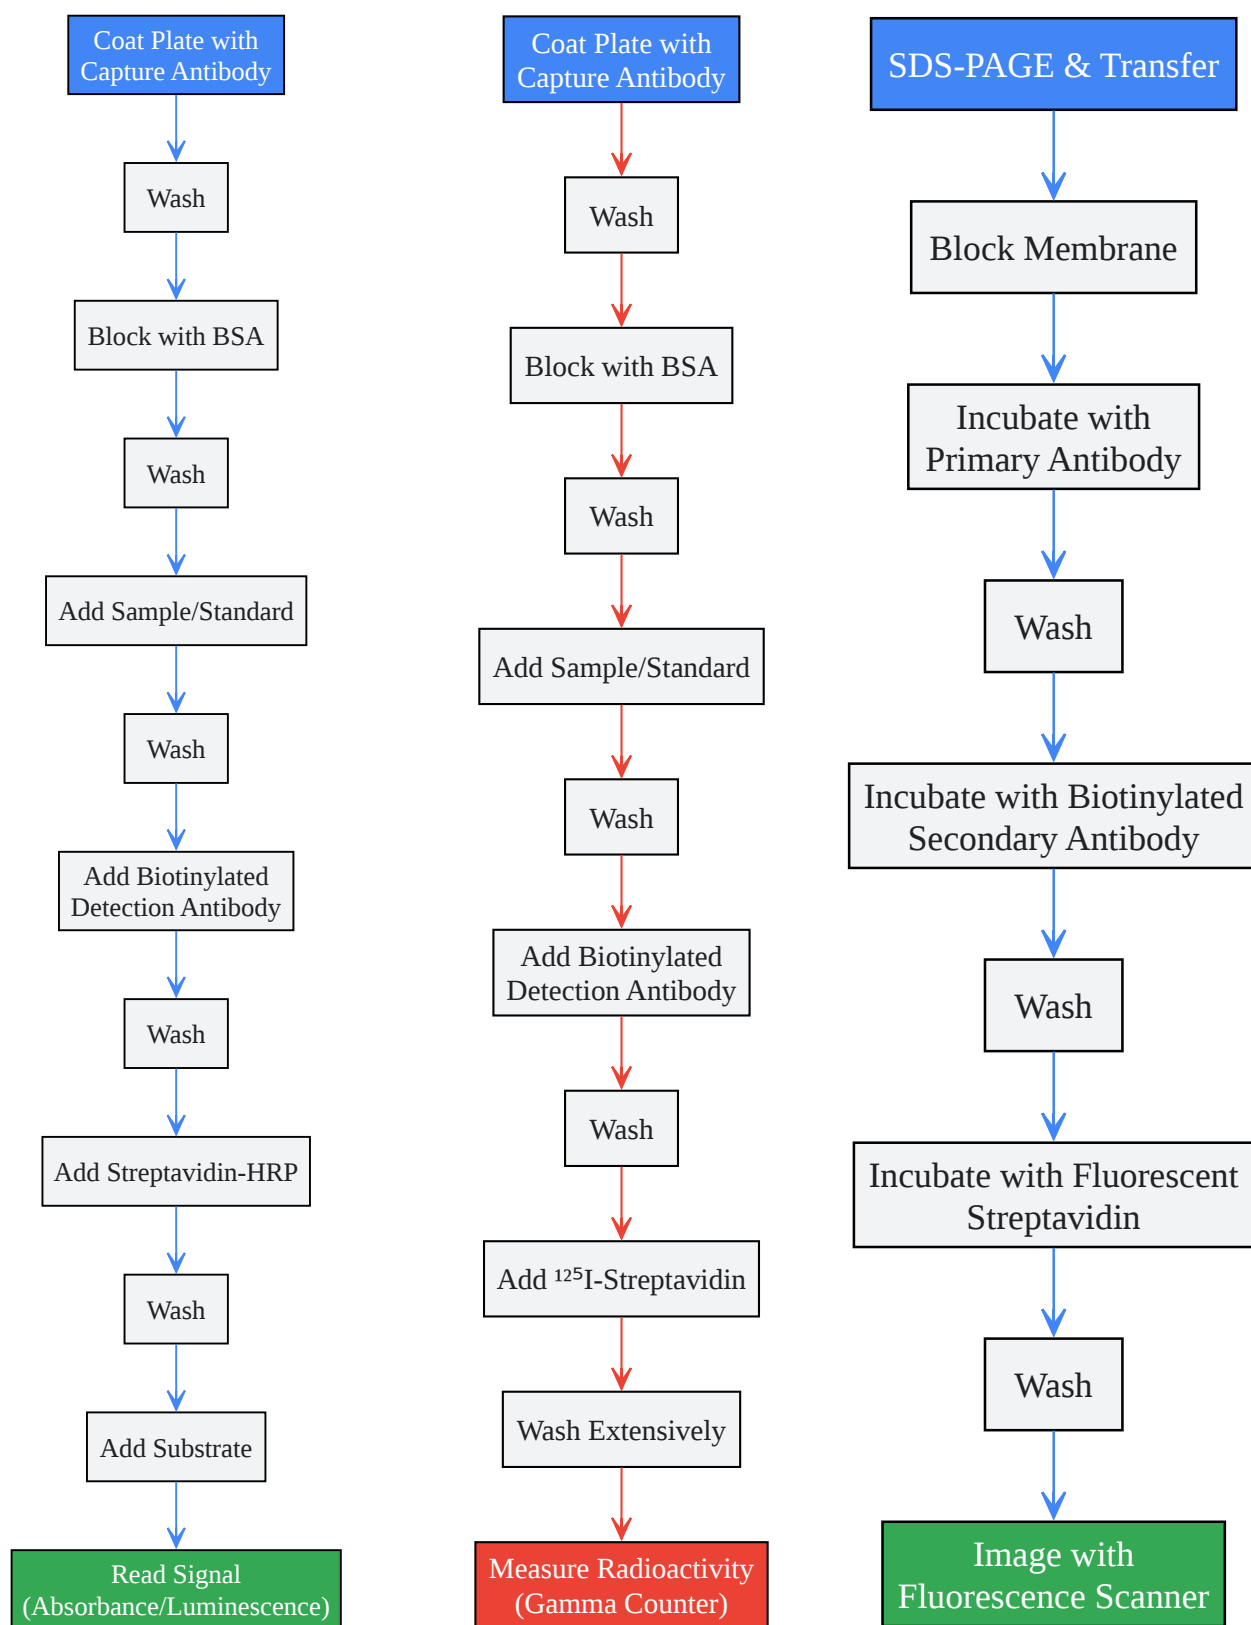 Coat Plate with
Capture Antibody
Wash
Block with BSA
Wash
Add Sample/Standard
Wash
Add Biotinylated
Detection Antibody
Wash
Add Streptavidin-HRP
Wash
Add Substrate
Read Signal
(Absorbance/Luminescence)
Coat Plate with
Capture Antibody
Wash
Block with BSA
Wash
Add Sample/Standard
Wash
Add Biotinylated
Detection Antibody
Wash
Add ¹²⁵I-Streptavidin
Wash Extensively
Measure Radioactivity
(Gamma Counter)
SDS-PAGE & Transfer
Block Membrane
Incubate with
Primary Antibody
Wash
Incubate with Biotinylated
Secondary Antibody
Wash
Incubate with Fluorescent
Streptavidin
Wash
Image with
Fluorescence Scanner